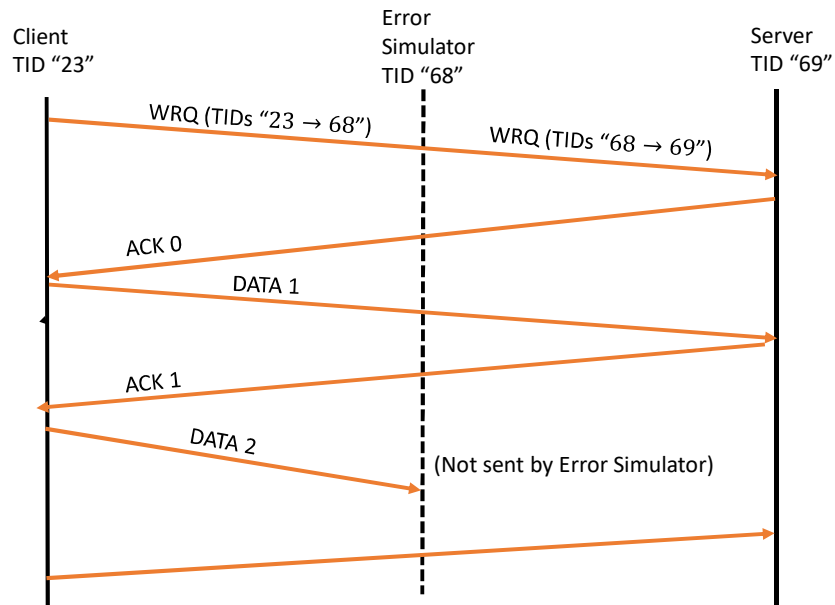 Client
TID “23”
Error
Simulator
TID “68”
Server
TID “69”
WRQ (TIDs “23 → 68”)
WRQ (TIDs “68 → 69”)
ACK 0
DATA 1
ACK 1
DATA 2
(Not sent by Error Simulator)